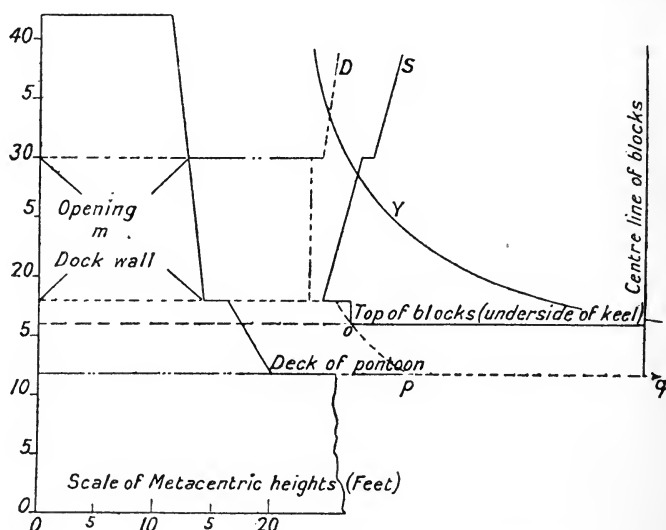 40
D
S
5
30
Opening
m
5
Y
Dock wall
20
Centre line of blocks
Top of blocks (underside of keel)
5
o
Deck of pontoon
p
q
10
5
Scale of Metacentric heights (Feet)
0
0
5
10
5
20